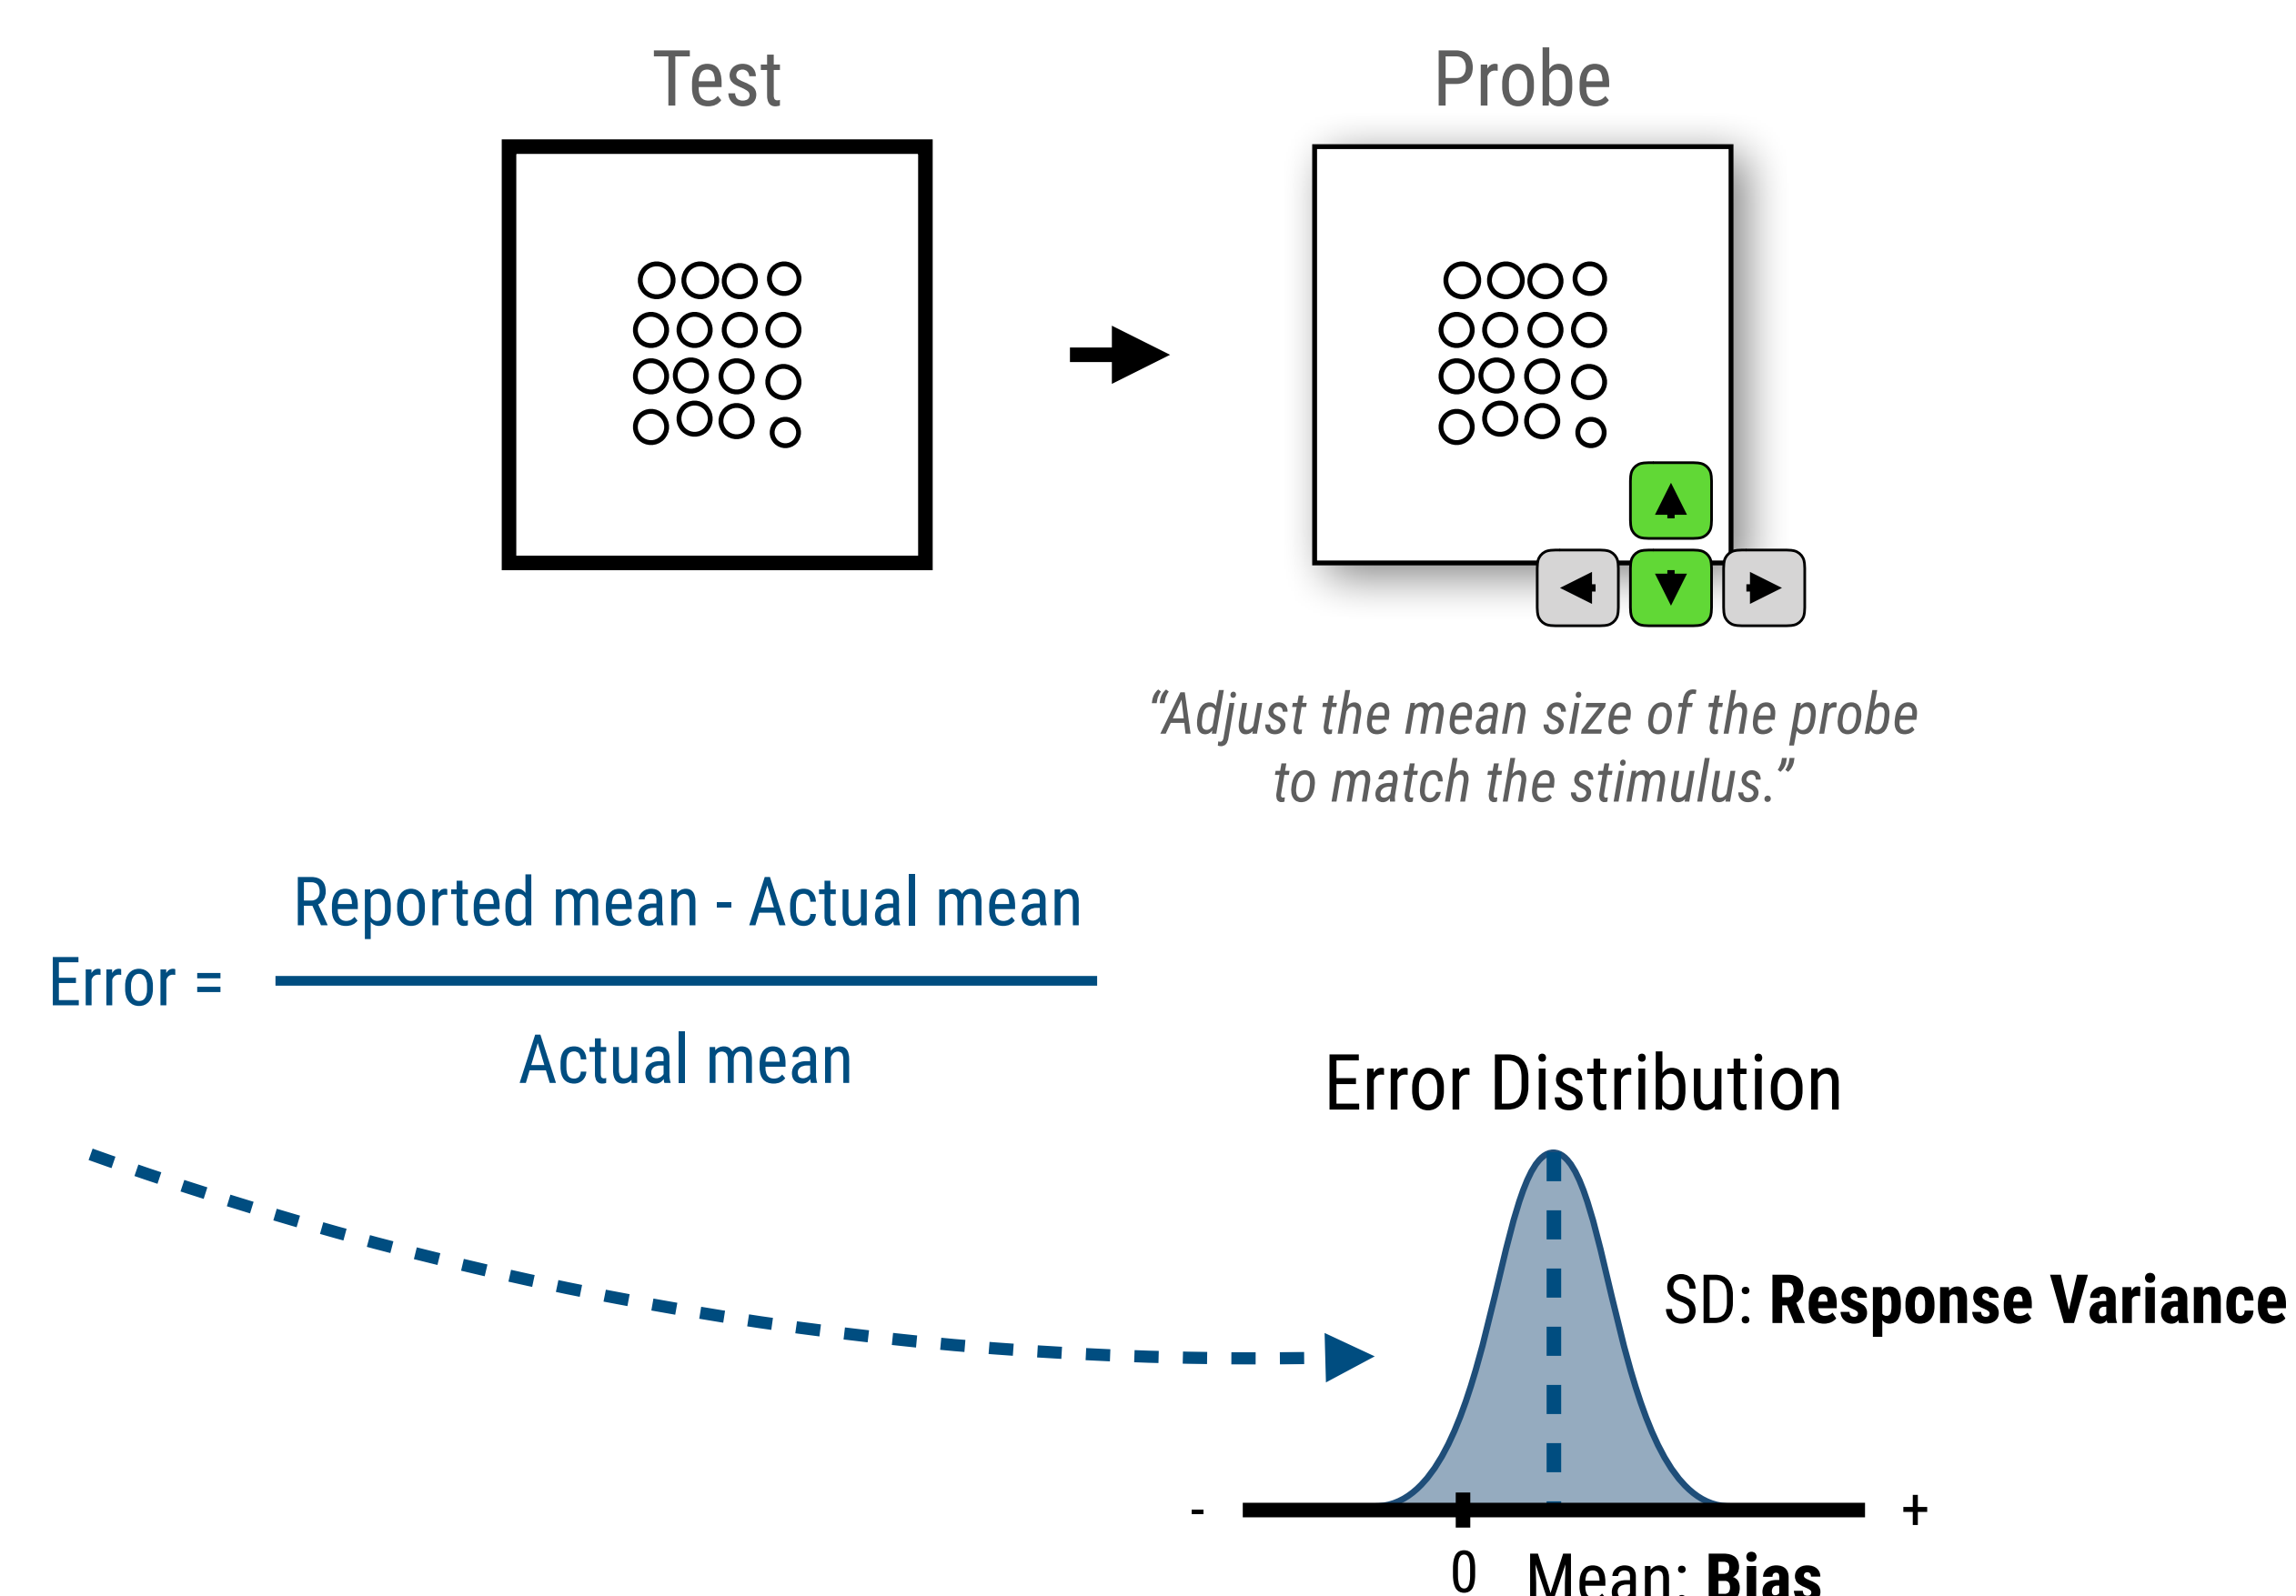 Test
Probe
“Adjust the mean size of the probe
to match the stimulus.”
Reported mean - Actual mean
Error =
Actual mean
Error Distribution
SD: Response Variance
- +
0
Mean: Bias